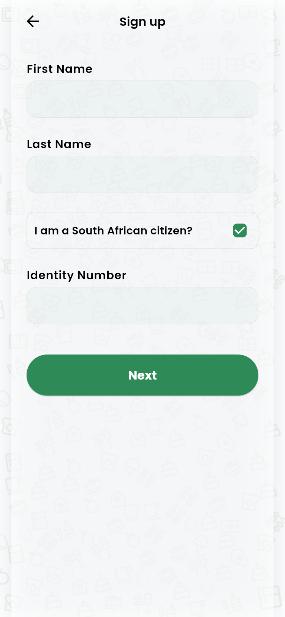 Sign up
First Name
Last Name
I am a South African citizen?
Identity Number
Next